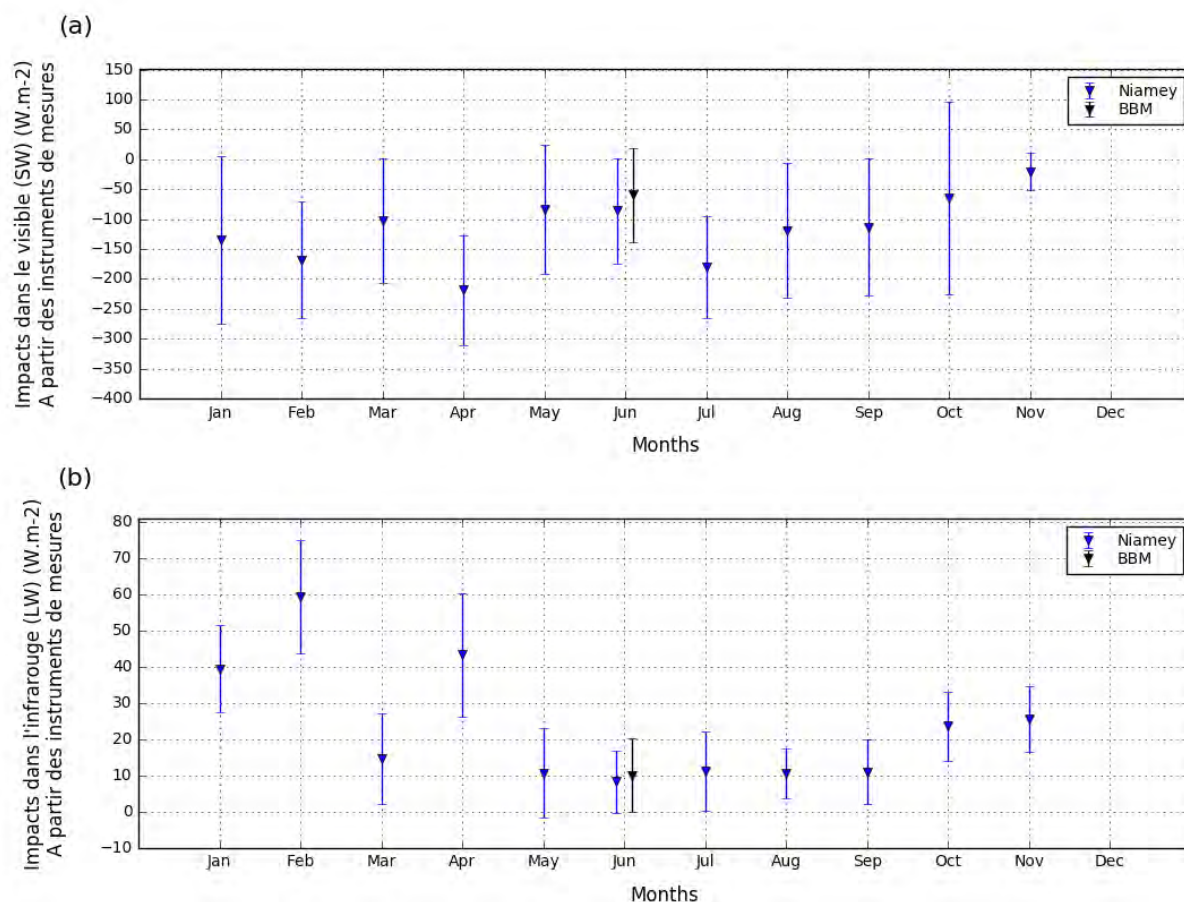 (a)
Impacts dans le visible (SW) (W.m-2)
A partir des instruments de mesures
150
100
50
0
−50
−100
−150
−200
−250
−300
−350
−400
Niamey
BBM
Jan Feb Mar Apr May Jun Jul Aug Sep Oct Nov Dec
Months
(b)
Impacts dans l'infrarouge (LW) (W.m-2)
A partir des instruments de mesures
80
70
60
50
40
30
20
10
0
−10
Niamey
BBM
Jan Feb Mar Apr May Jun Jul Aug Sep Oct Nov Dec
Months